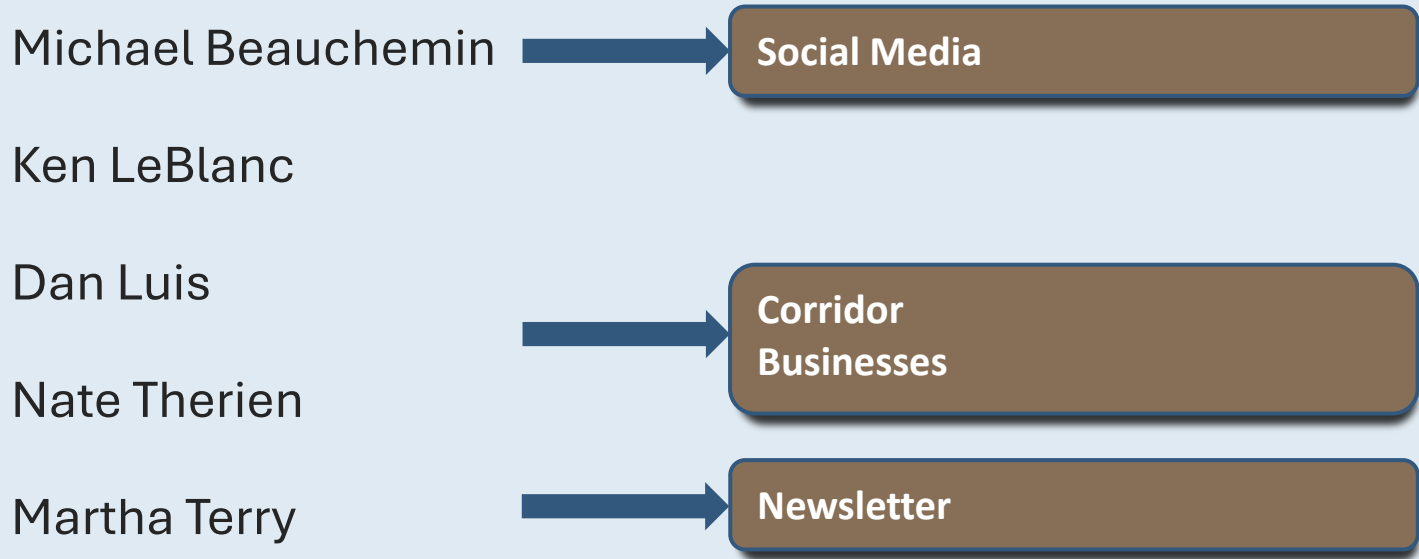 Michael Beauchemin
Social Media
Ken LeBlanc
Dan Luis
Corridor
Businesses
Nate Therien
Martha Terry
Newsletter